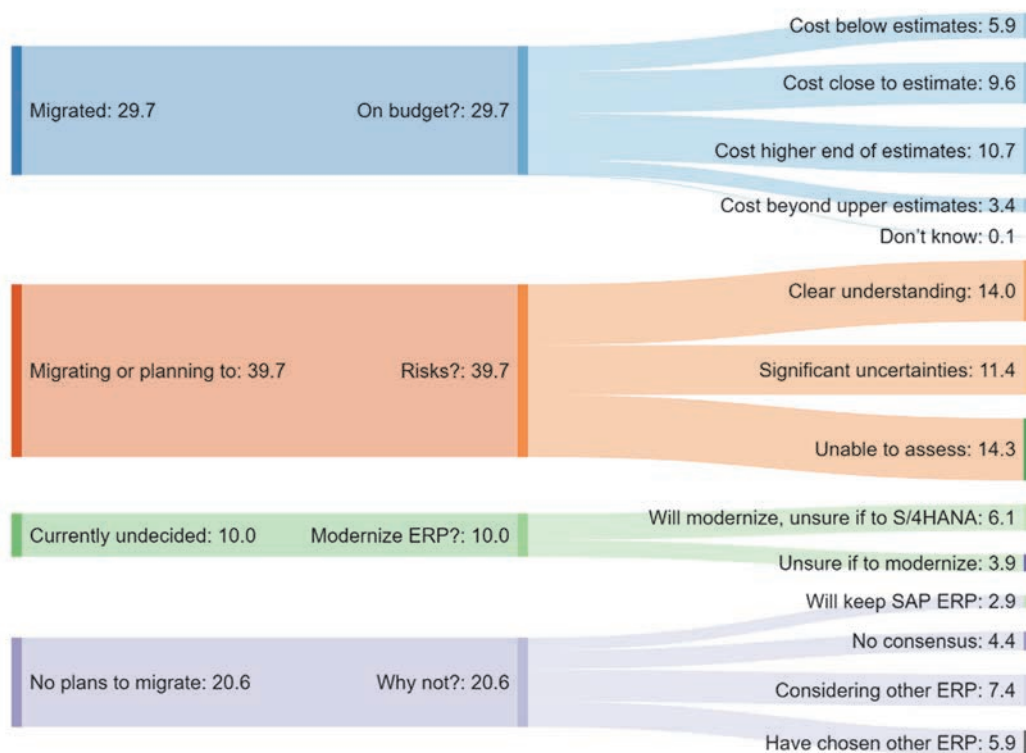 Cost below estimates: 5.9
Migrated: 29.7
On budget?: 29.7
Cost close to estimate: 9.6
Cost higher end of estimates: 10.7
Cost beyond upper estimates: 3.4
Don’t know: 0.1
Clear understanding: 14.0
Migrating or planning to: 39.7
Risks?: 39.7
Significant uncertainties: 11.4
Unable to assess: 14.3
Will modernize, unsure if to S/4HANA: 6.1
Currently undecided: 10.0
Modernize ERP?: 10.0
Unsure if to modernize: 3.9
Will keep SAP ERP: 2.9
No consensus: 4.4
No plans to migrate: 20.6
Why not?: 20.6
Considering other ERP: 7.4
Have chosen other ERP: 5.9